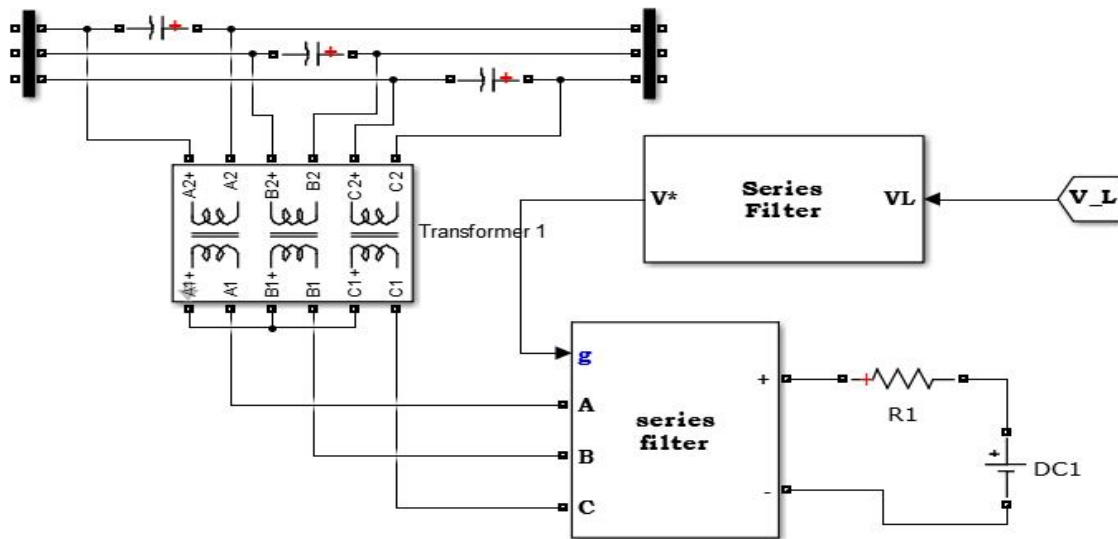 A2+
A2
B2+
B2
C2+
C2
Transformer 1
A1+
A1
B1+
B1
C1+
C1
V*
Series
Filter
VL
V_L
g
A
B
C
series
filter
+
-
+
R1
+
DC1
+
+
+